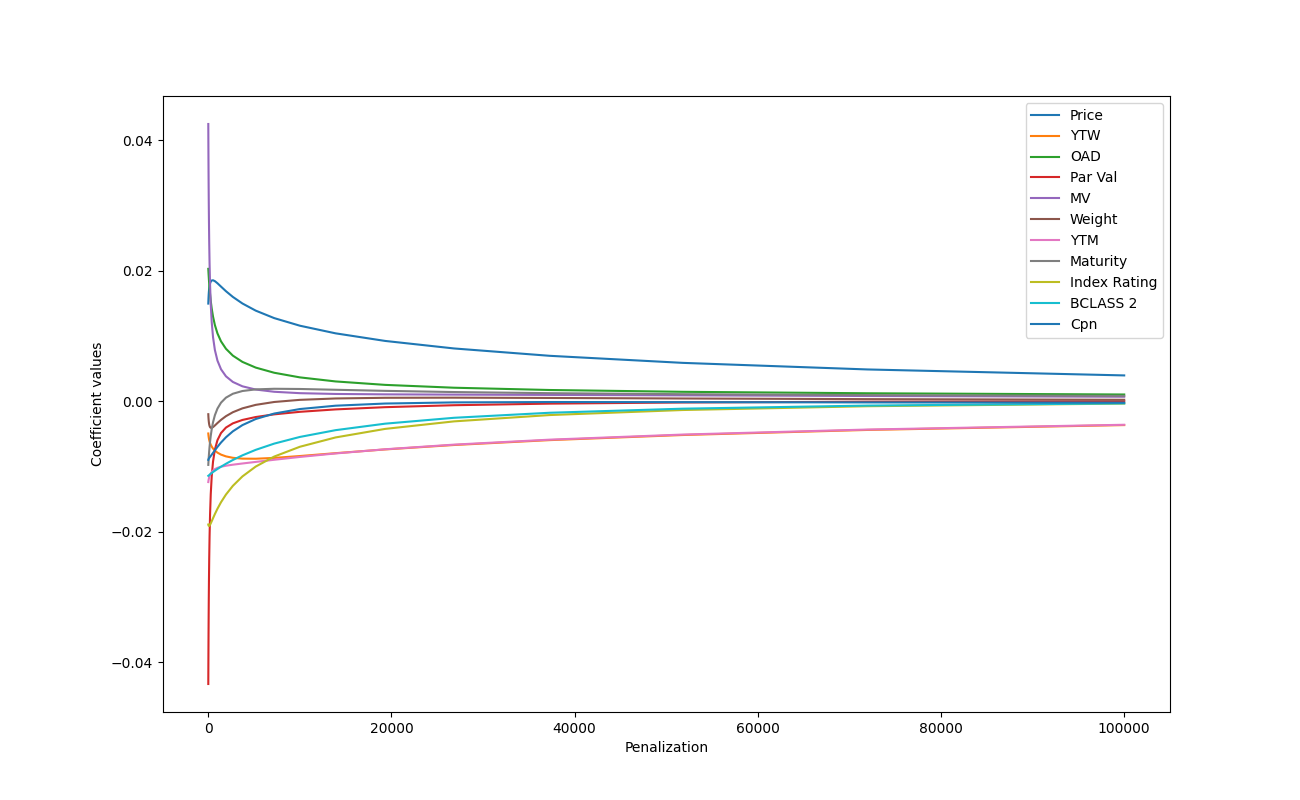 Price
YTW
OAD
Par Val
MV
Weight
YTM
Maturity
Index Rating
BCLASS 2
Cpn
0.04
0.02
0.00
−0.02
−0.04
Coefficient values
0 20000 40000 60000 80000 100000
Penalization